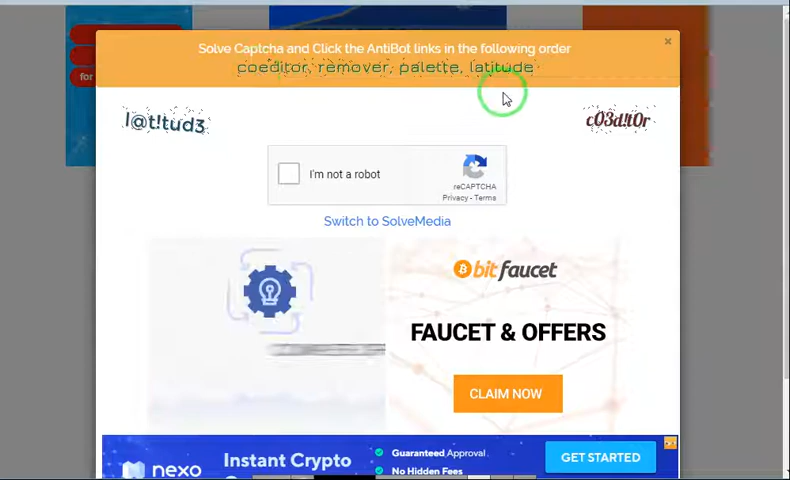 for
Solve Captcha and Click the AntiBot links in the following order
coeditor, remover, palette, latitude
×
l@t!tud3
c03d!t0r
I'm not a robot
reCAPTCHA
Privacy - Terms
Switch to SolveMedia
bitfaucet
FAUCET & OFFERS
CLAIM NOW
nexo
Instant Crypto
Guaranteed Approval
No Hidden Fees
GET STARTED